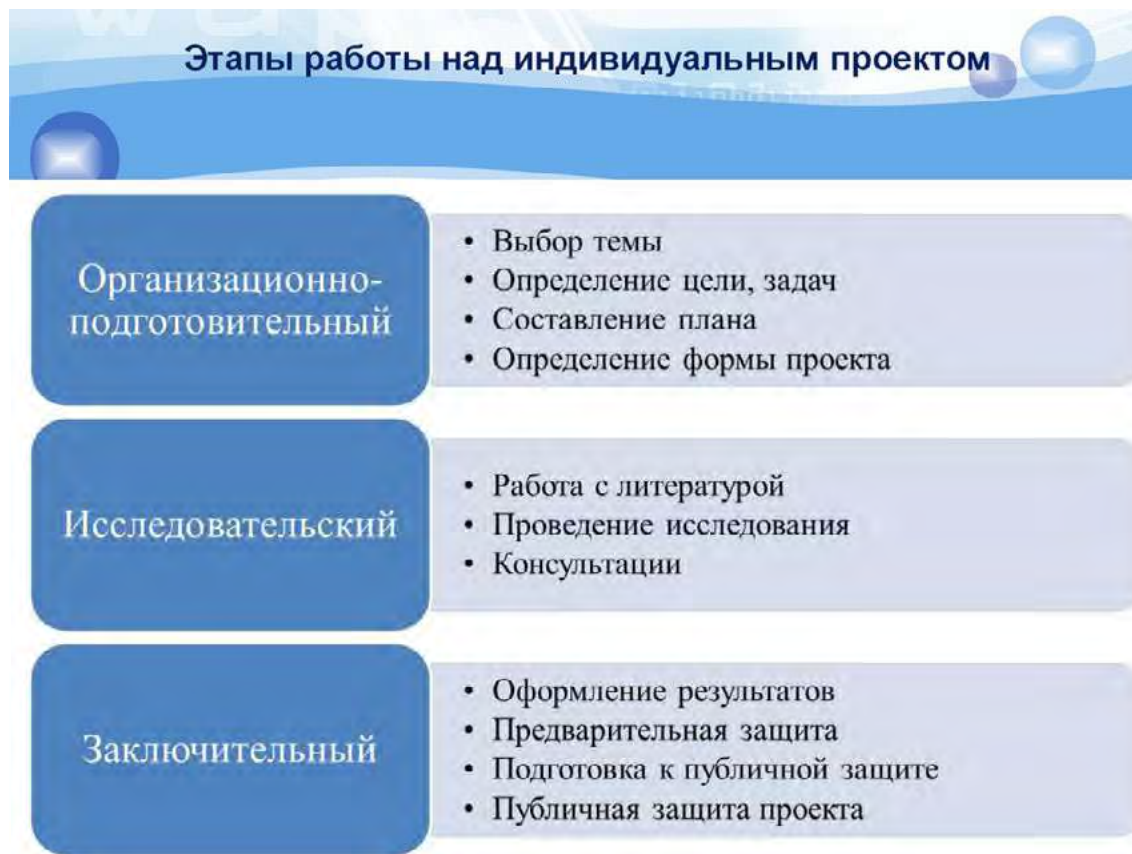 Этапы работы над индивидуальным проектом
Организационно-
подготовительный
• Выбор темы
• Определение цели, задач
• Составление плана
• Определение формы проекта
Исследовательский
• Работа с литературой
• Проведение исследования
• Консультации
Заключительный
• Оформление результатов
• Предварительная защита
• Подготовка к публичной защите
• Публичная защита проекта